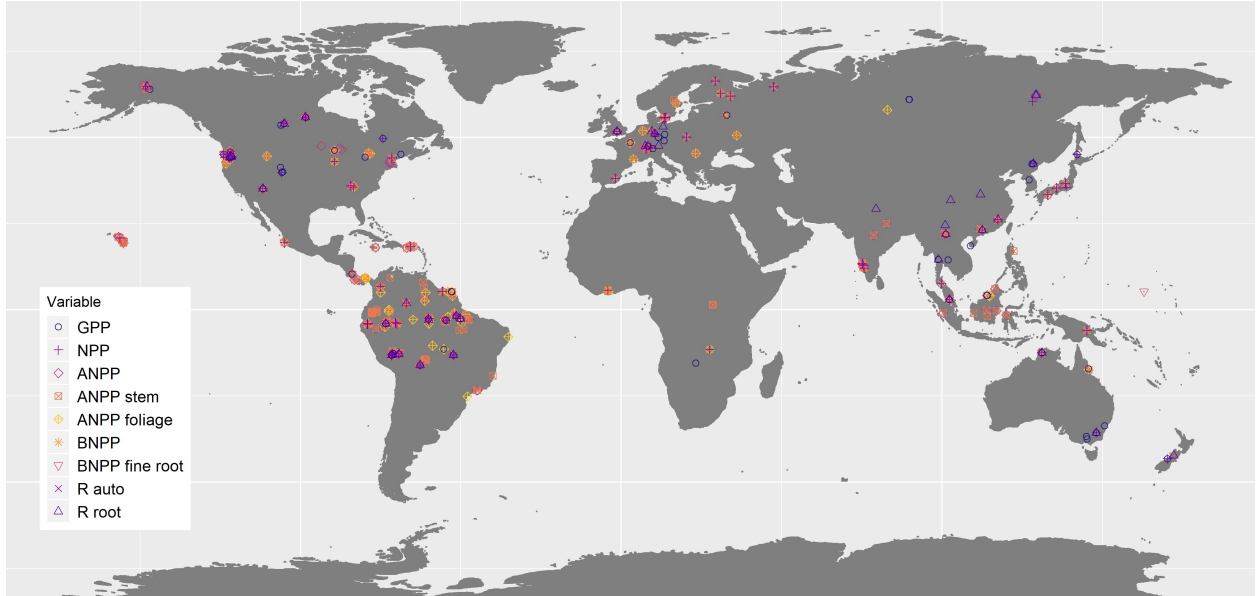 Variable
GPP
NPP
ANPP
ANPP stem
ANPP foliage
BNPP
BNPP fine root
R auto
R root